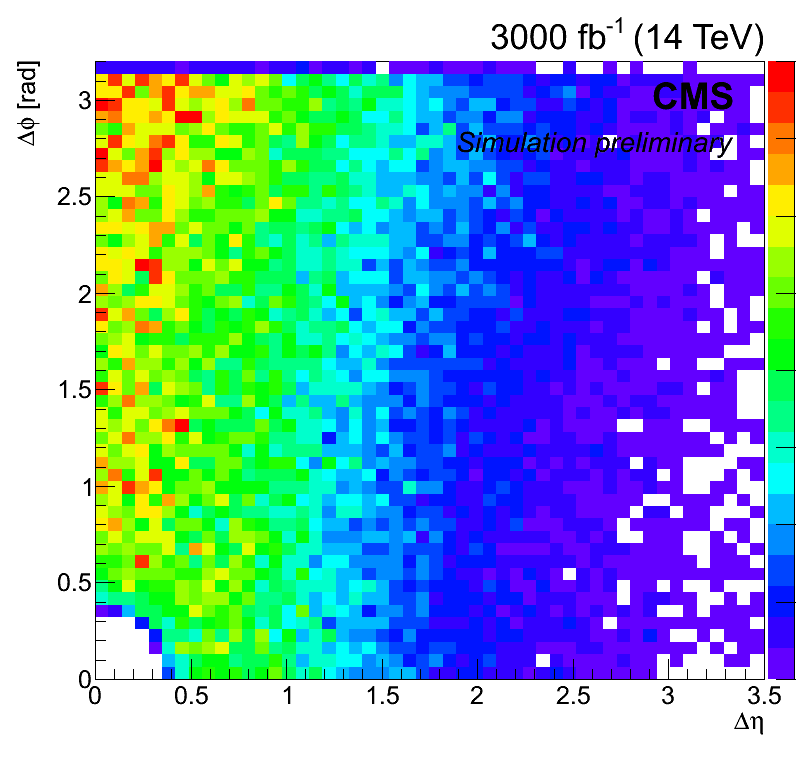 3000 fb-1 (14 TeV)
Δϕ [rad]
CMS
Simulation preliminary
3
2.5
2
1.5
1
0.5
0
0 0.5 1 1.5 2 2.5 3 3.5
Δη